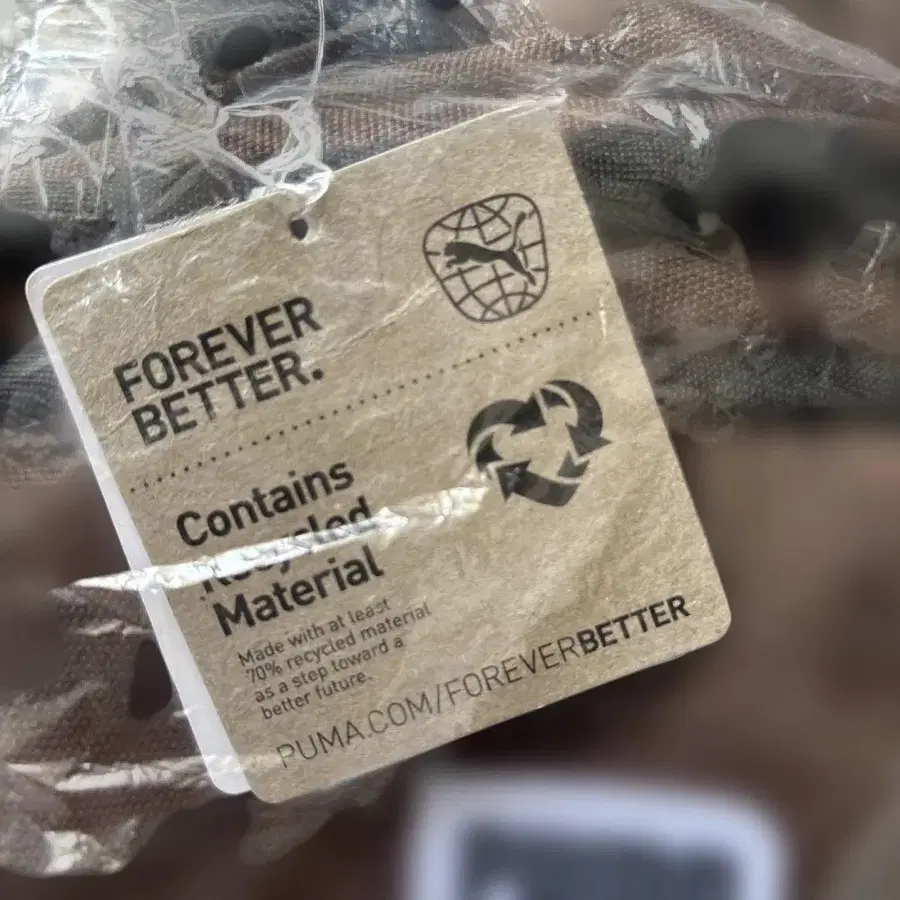 FOREVER
BETTER.
Contains
Recycled
Material
Made with at least
70% recycled material
as a step toward a
better future.
PUMA.COM/FOREVERBETTER